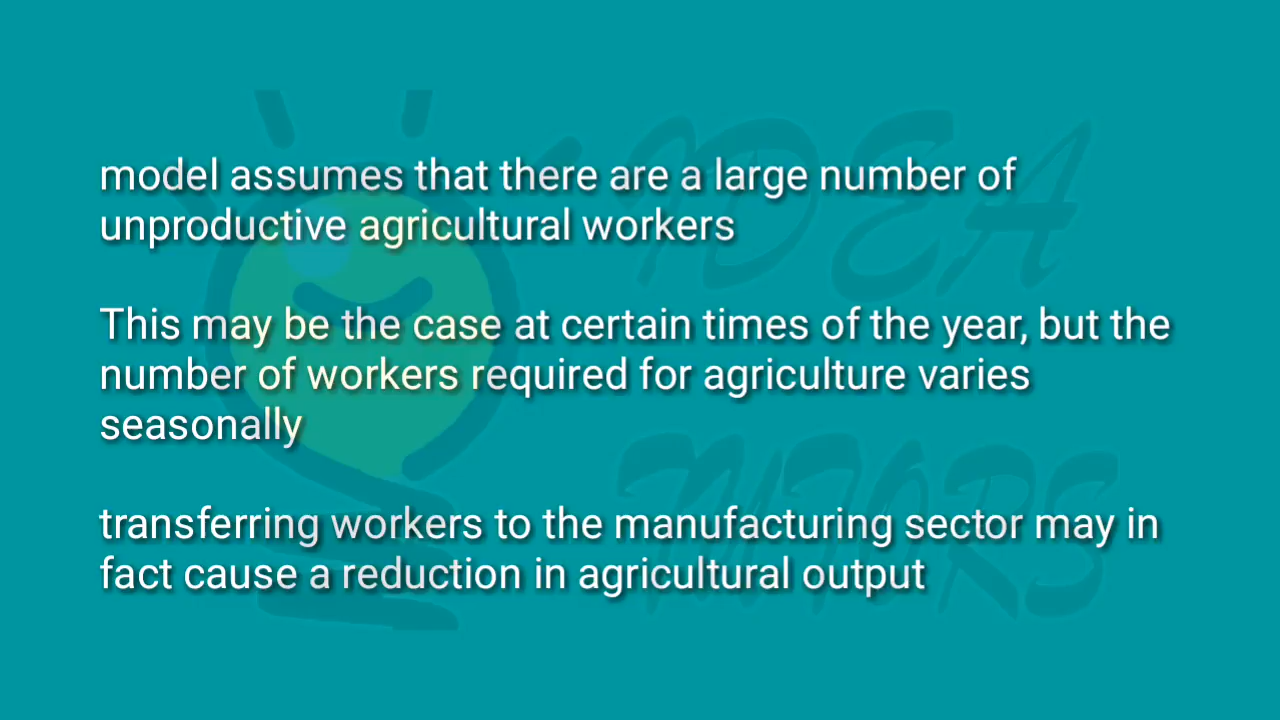 model assumes that there are a large number of
unproductive agricultural workers
This may be the case at certain times of the year, but the
number of workers required for agriculture varies
seasonally
transferring workers to the manufacturing sector may in
fact cause a reduction in agricultural output
IDEA